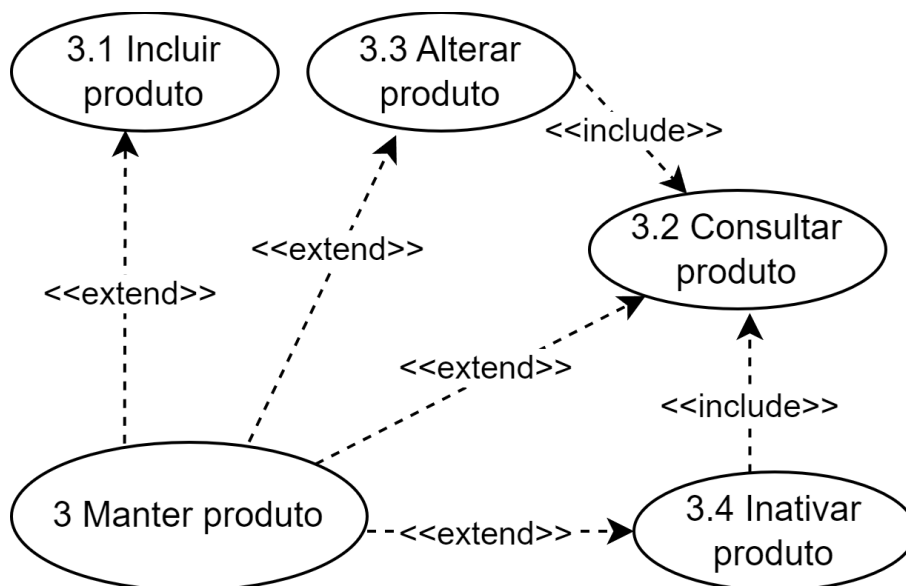 3.1 Incluir
produto
3.3 Alterar
produto
<<include>>
3.2 Consultar
produto
<<extend>>
<<extend>>
<<extend>>
<<include>>
3 Manter produto
<<extend>>
3.4 Inativar
produto